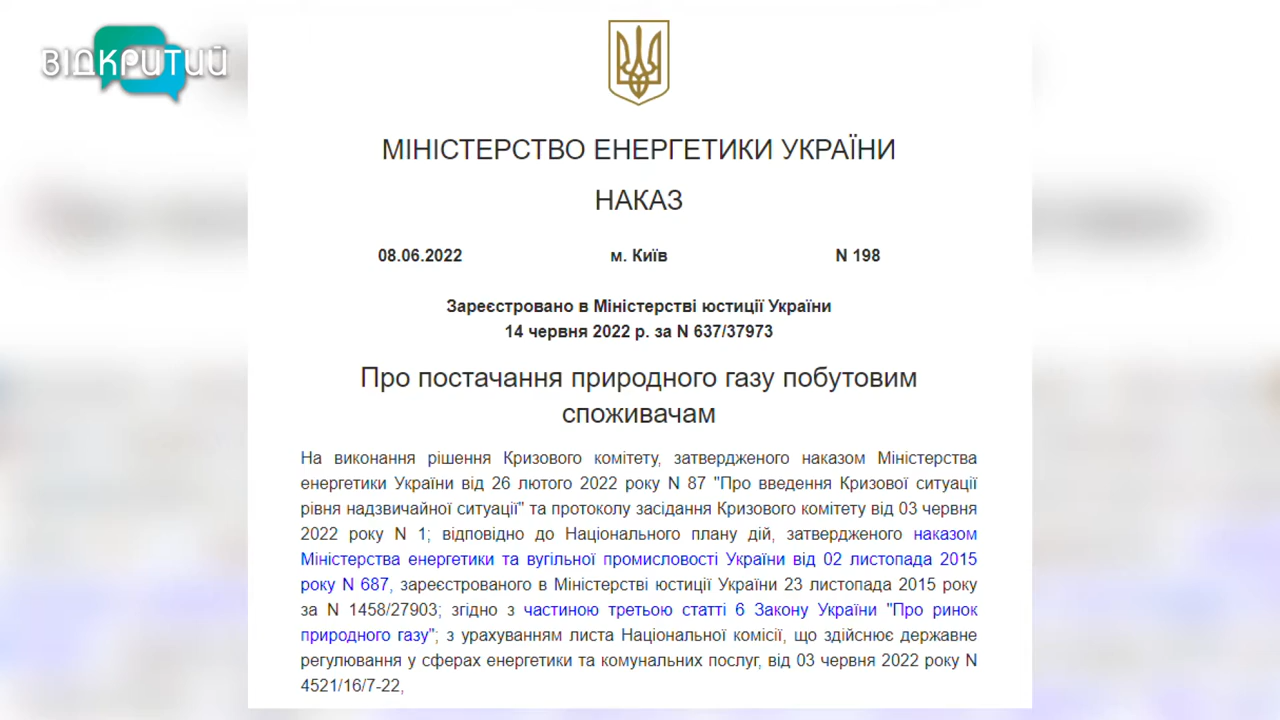 ВІДКРИТИЙ
МІНІСТЕРСТВО ЕНЕРГЕТИКИ УКРАЇНИ
НАКАЗ
08.06.2022 м. Київ N 198
Зареєстровано в Міністерстві юстиції України
14 червня 2022 р. за N 637/37973
Про постачання природного газу побутовим
споживачам
На виконання рішення Кризового комітету, затвердженого наказом Міністерства
енергетики України від 26 лютого 2022 року N 87 "Про введення Кризової ситуації
рівня надзвичайної ситуації" та протоколу засідання Кризового комітету від 03 червня
2022 року N 1; відповідно до Національного плану дій, затвердженого наказом
Міністерства енергетики та вугільної промисловості України від 02 листопада 2015
року N 687, зареєстрованого в Міністерстві юстиції України 23 листопада 2015 року
за N 1458/27903; згідно з частиною третьою статті 6 Закону України "Про ринок
природного газу"; з урахуванням листа Національної комісії, що здійснює державне
регулювання у сферах енергетики та комунальних послуг, від 03 червня 2022 року N
4521/16/7-22,